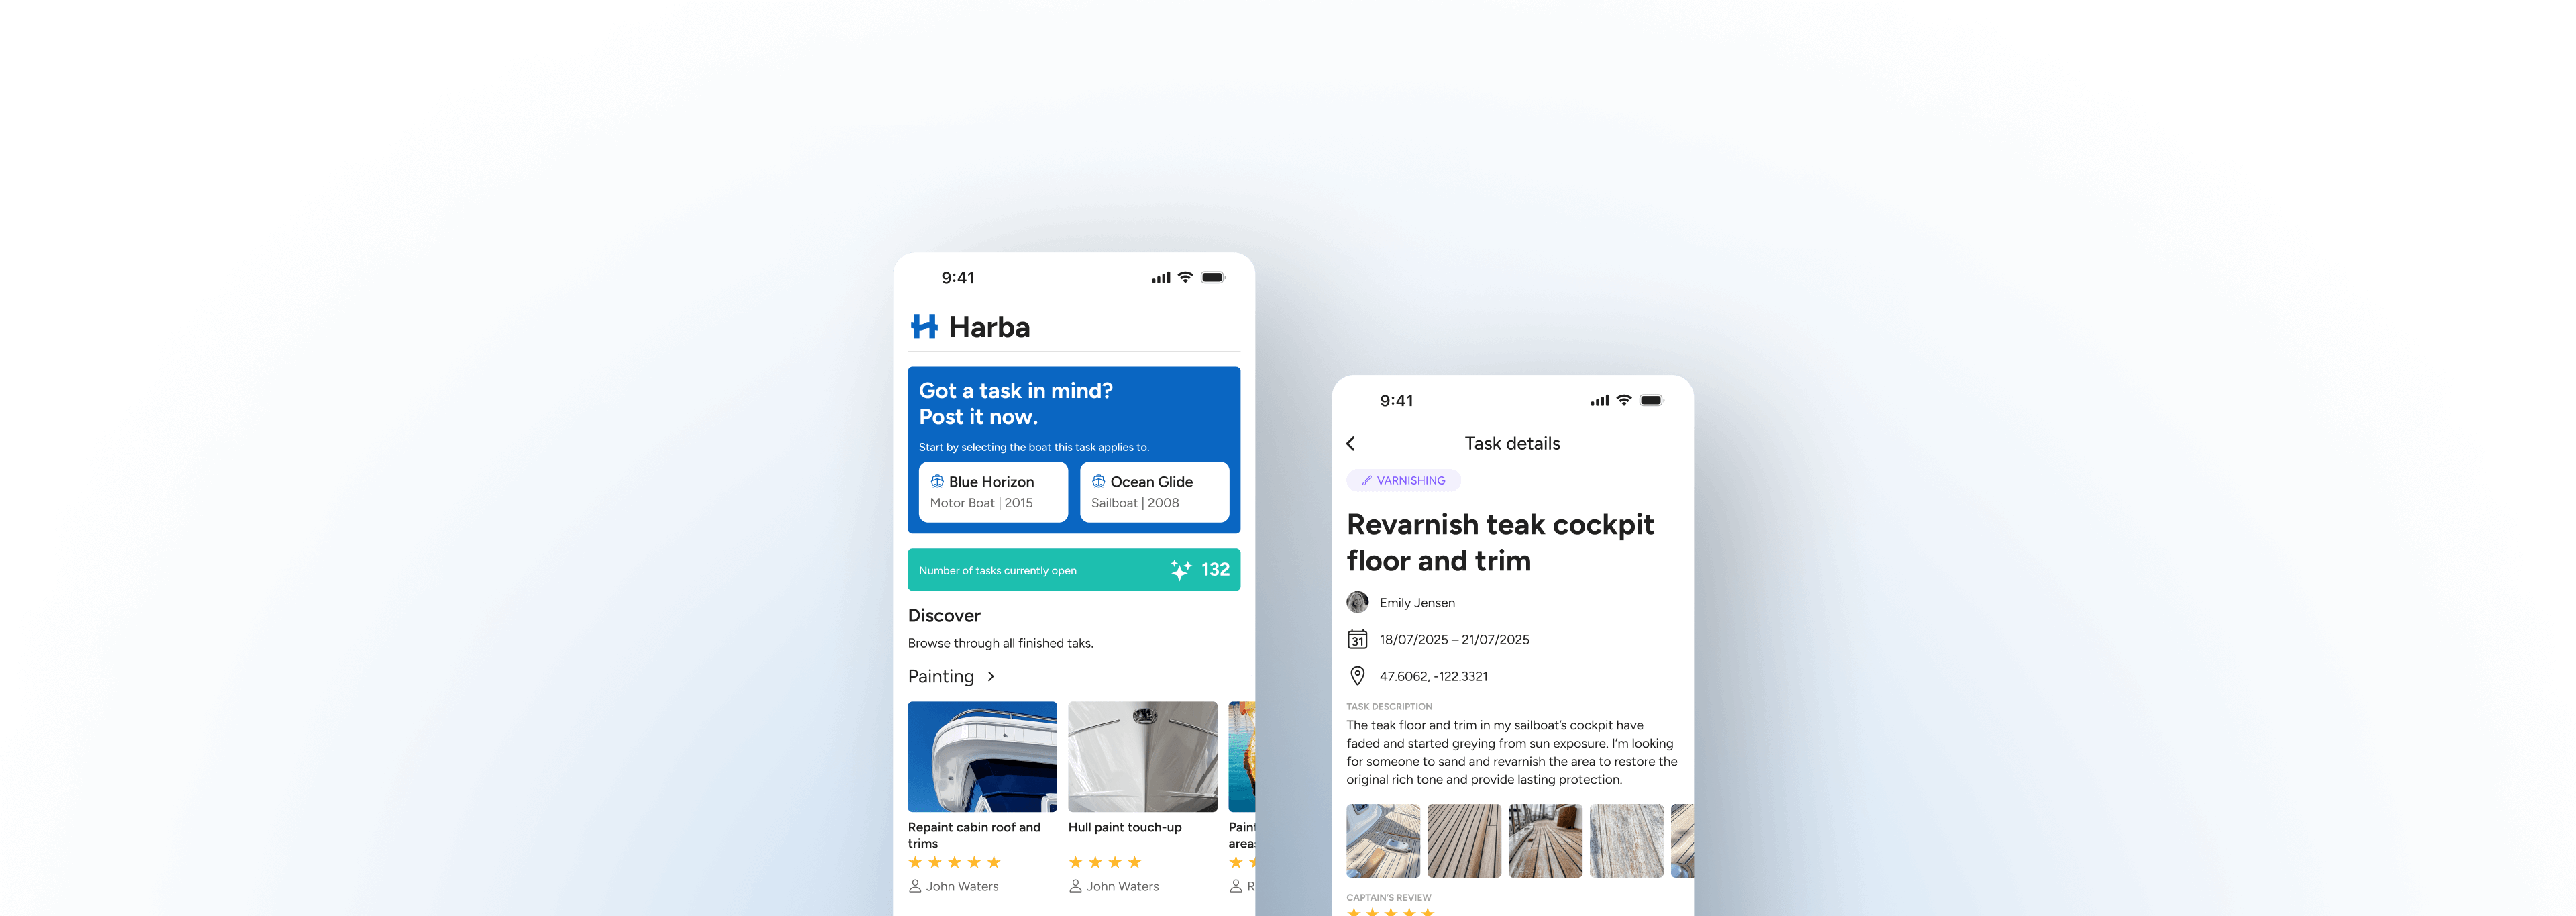 9:41
Harba
Got a task in mind?
Post it now.
Start by selecting the boat this task applies to.
Blue Horizon
Motor Boat | 2015
Ocean Glide
Sailboat | 2008
Number of tasks currently open
132
Discover
Browse through all finished taks.
Painting
Repaint cabin roof and
trims
John Waters
Hull paint touch-up
John Waters
Paint
area
R
9:41
Task details
VARNISHING
Revarnish teak cockpit
floor and trim
Emily Jensen
31
18/07/2025 – 21/07/2025
47.6062, -122.3321
TASK DESCRIPTION
The teak floor and trim in my sailboat’s cockpit have
faded and started greying from sun exposure. I’m looking
for someone to sand and revarnish the area to restore the
original rich tone and provide lasting protection.
CAPTAIN’S REVIEW